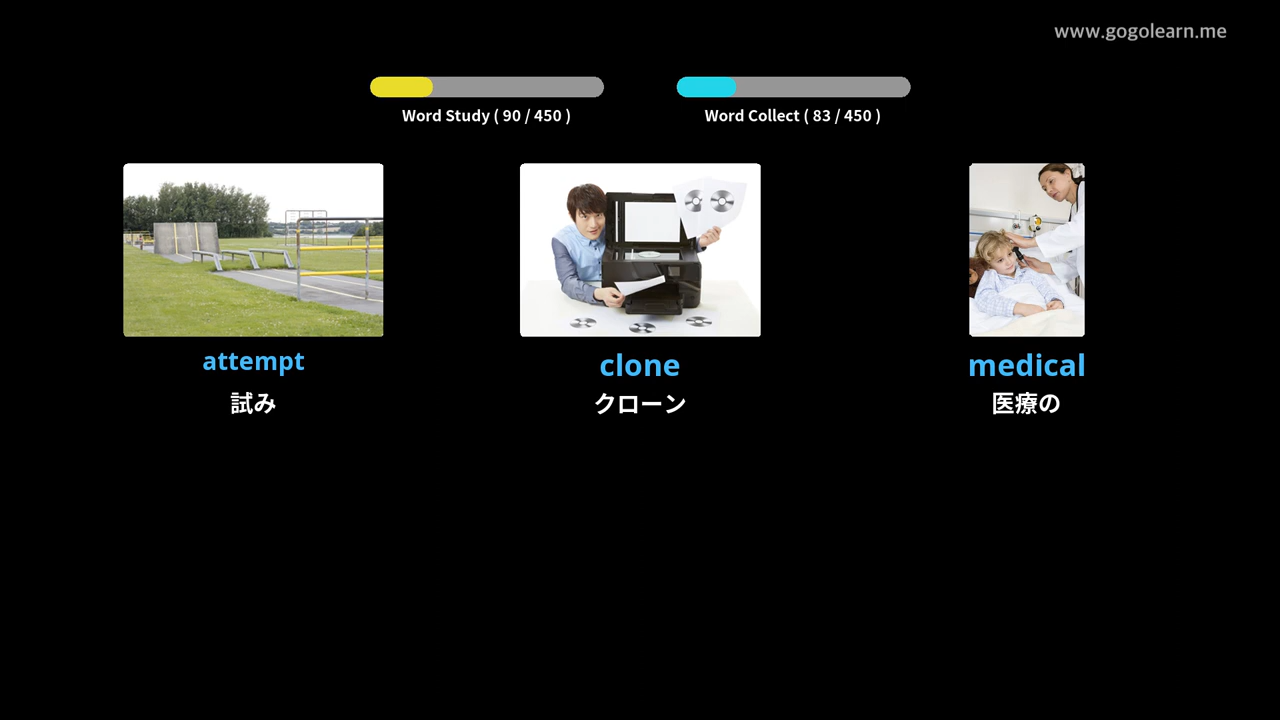 www.gogolearn.me
Word Study ( 90 / 450 )
Word Collect ( 83 / 450 )
attempt
clone
medical
試み
クローン
医療の